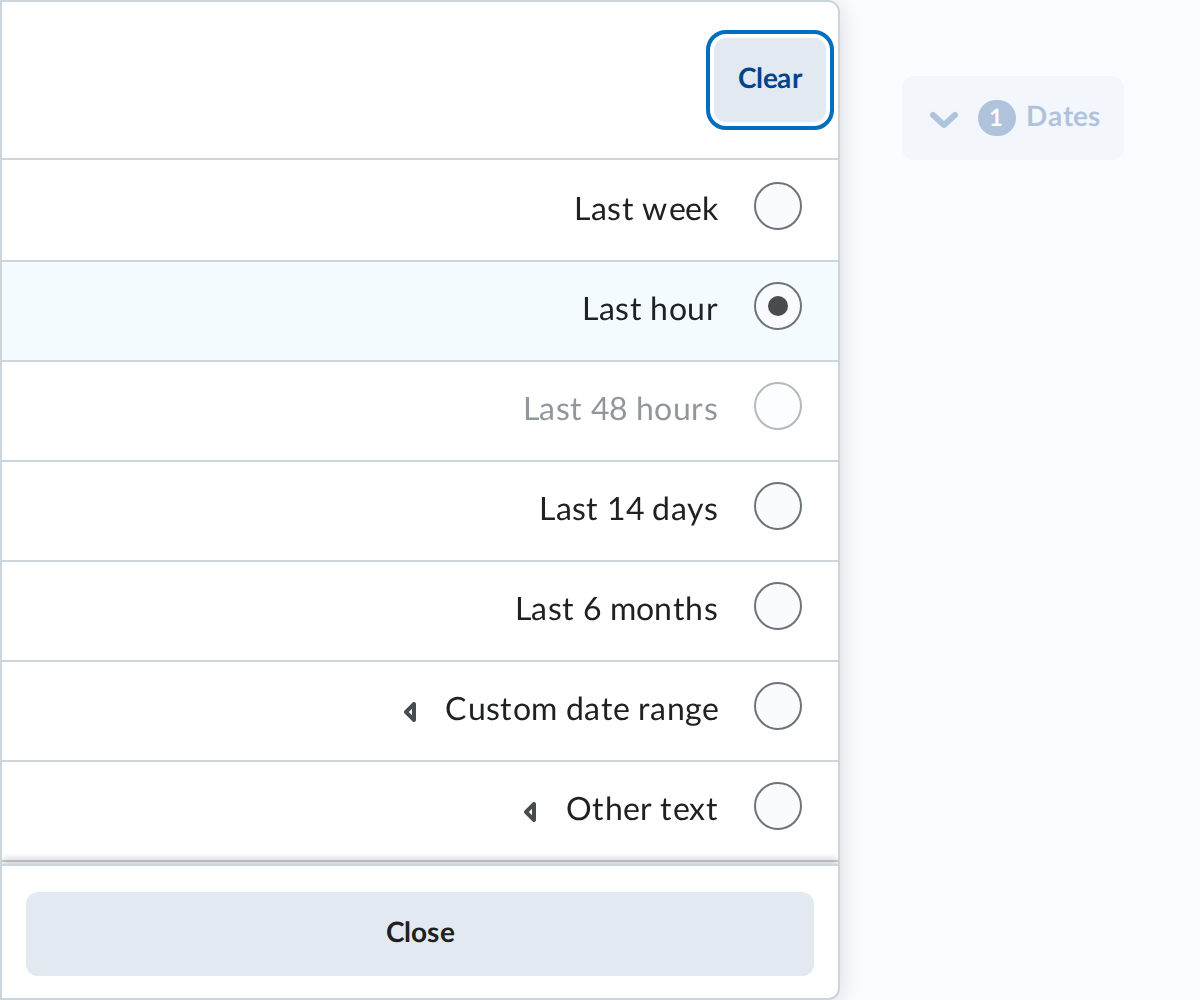 Clear
1 Dates
Last week
Last hour
Last 48 hours
Last 14 days
Last 6 months
Custom date range
Other text
Close